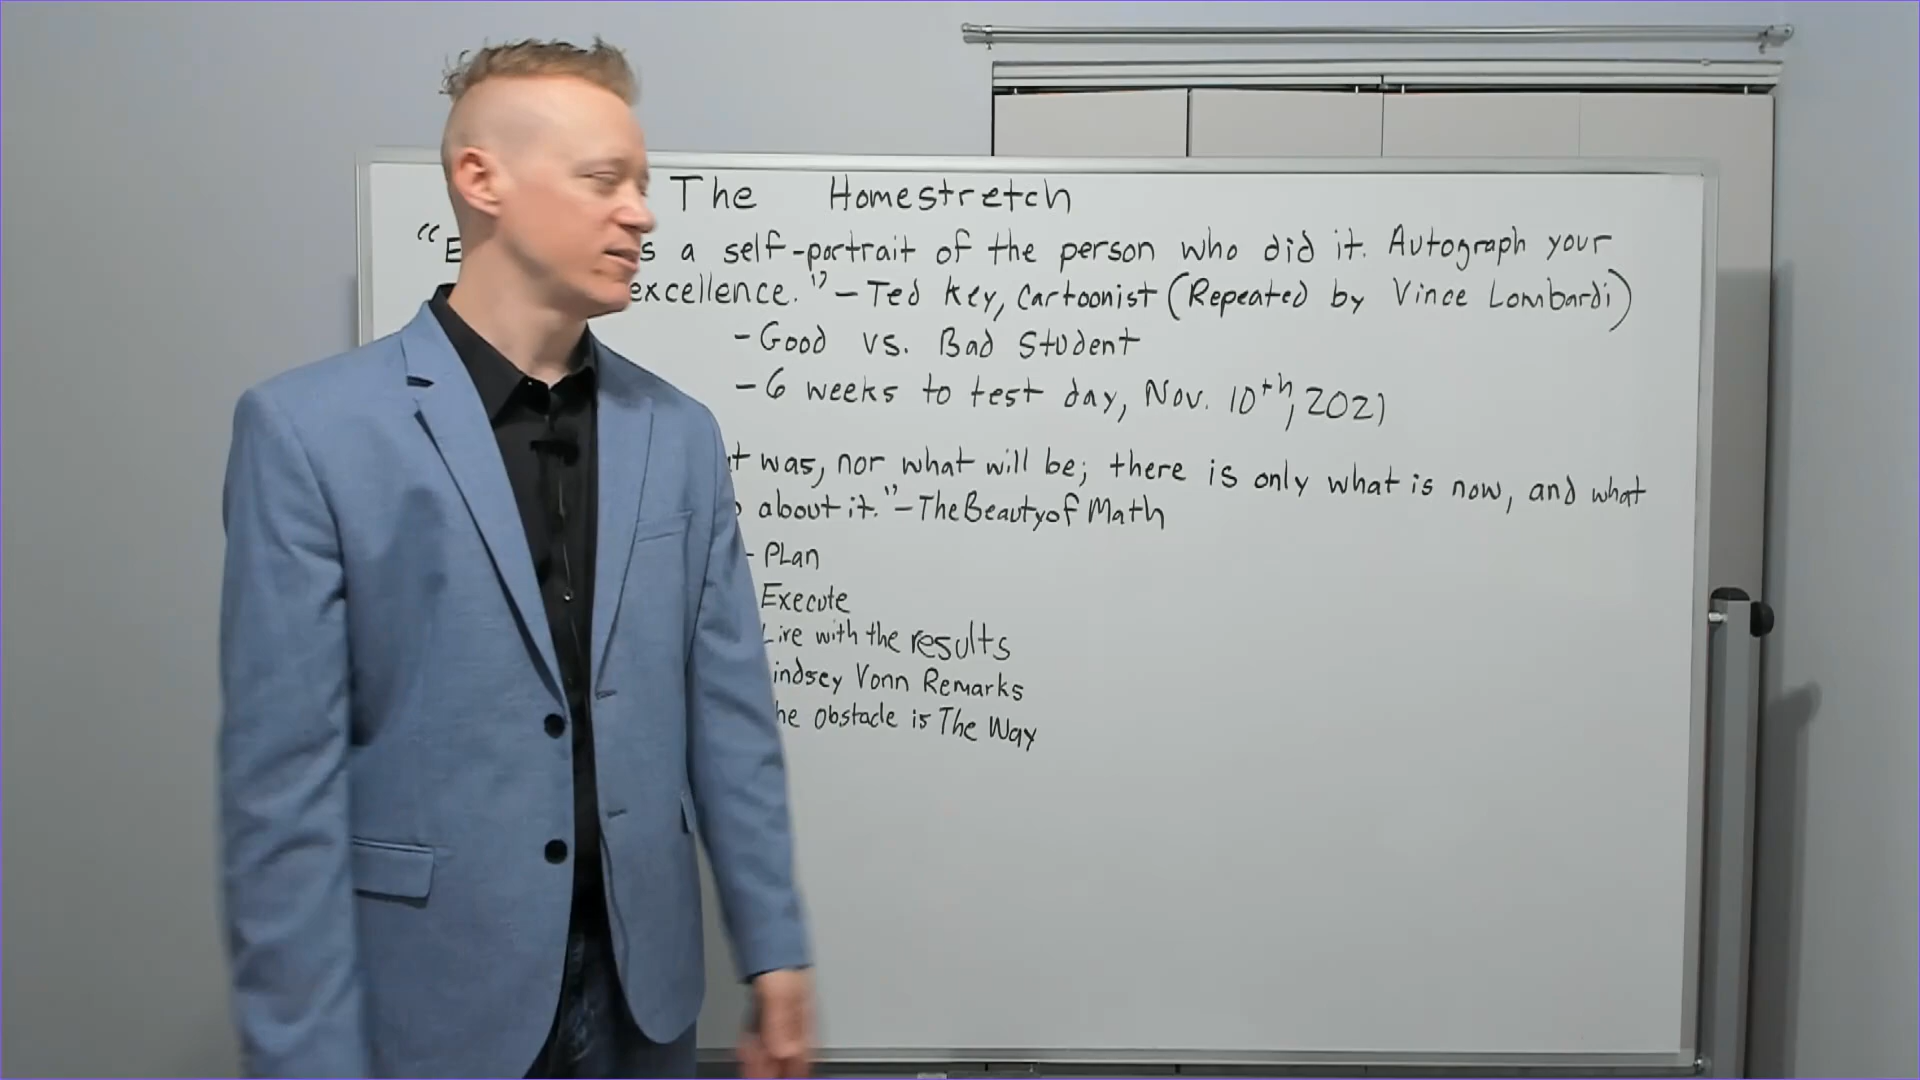 The Homestretch
“ a self-portrait of the person who did it. Autograph your
excellence.” – Ted Key, Cartoonist (Repeated by Vince Lombardi)
- Good vs. Bad Student
- 6 weeks to test day, Nov. 10th, 2021
was, nor what will be; there is only what is now, and what
about it.” – The Beauty of Math
- PLan
Execute
Live with the results
Vonn Remarks
Obstacle is The Way